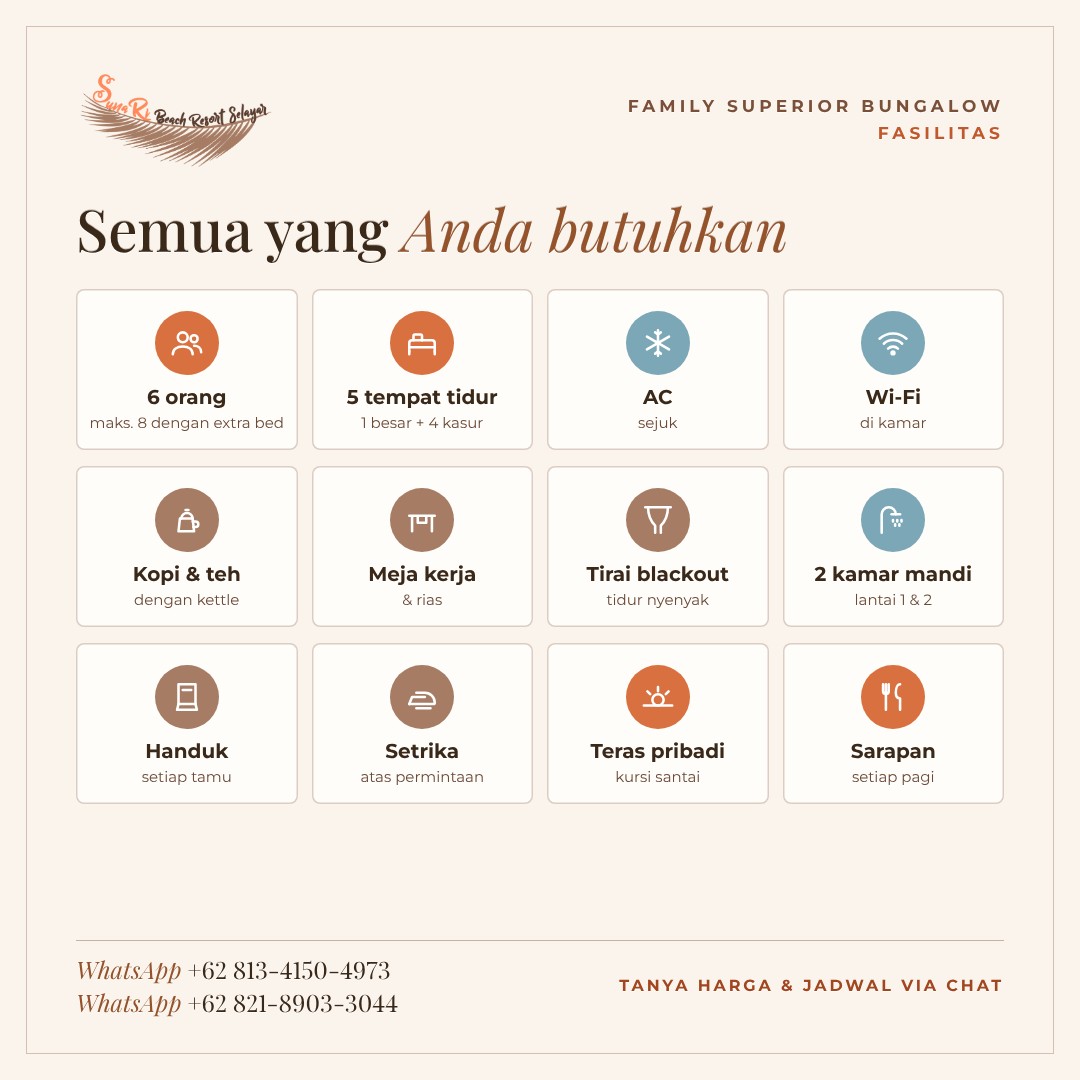 SunaRi Beach Resort Selayar
FAMILY SUPERIOR BUNGALOW
FASILITAS
Semua yang Anda butuhkan
6 orang
maks. 8 dengan extra bed
5 tempat tidur
1 besar + 4 kasur
AC
sejuk
Wi-Fi
di kamar
Kopi & teh
dengan kettle
Meja kerja
& rias
Tirai blackout
tidur nyenyak
2 kamar mandi
lantai 1 & 2
Handuk
setiap tamu
Setrika
atas permintaan
Teras pribadi
kursi santai
Sarapan
setiap pagi
WhatsApp +62 813-4150-4973
WhatsApp +62 821-8903-3044
TANYA HARGA & JADWAL VIA CHAT